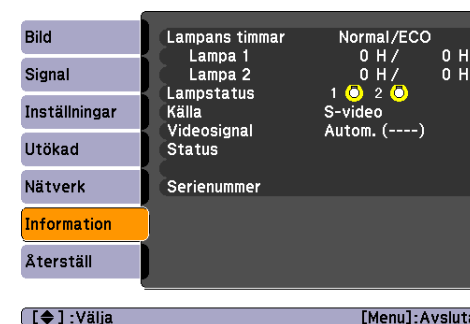 Bild
Signal
Inställningar
Utökad
Nätverk
Information
Återställ
Lampans timmar Normal/ECO
Lampa 1 0 H / 0 H
Lampa 2 0 H / 0 H
Lampstatus 1 2
Källa S-video
Videosignal Autom. (----)
Status
Serienummer
[◆] :Välja [Menu]:Avsluta